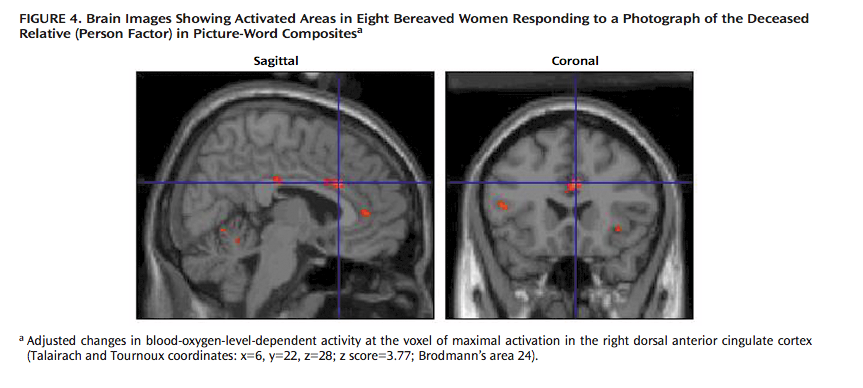 FIGURE 4. Brain Images Showing Activated Areas in Eight Bereaved Women Responding to a Photograph of the Deceased
Relative (Person Factor) in Picture-Word Compositesᵃ
Sagittal
Coronal
ᵃ Adjusted changes in blood-oxygen-level-dependent activity at the voxel of maximal activation in the right dorsal anterior cingulate cortex
(Talairach and Tournoux coordinates: x=6, y=22, z=28; z score=3.77; Brodmann’s area 24).